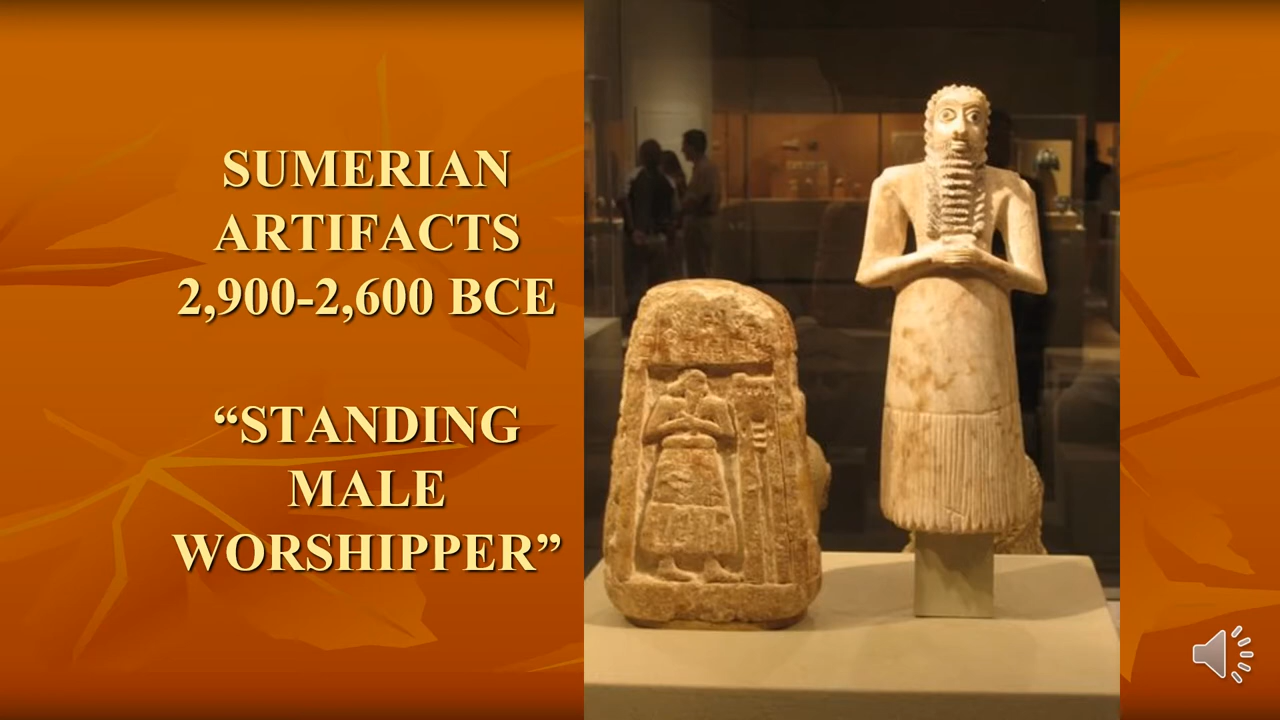 SUMERIAN
ARTIFACTS
2,900-2,600 BCE
“STANDING
MALE
WORSHIPPER”